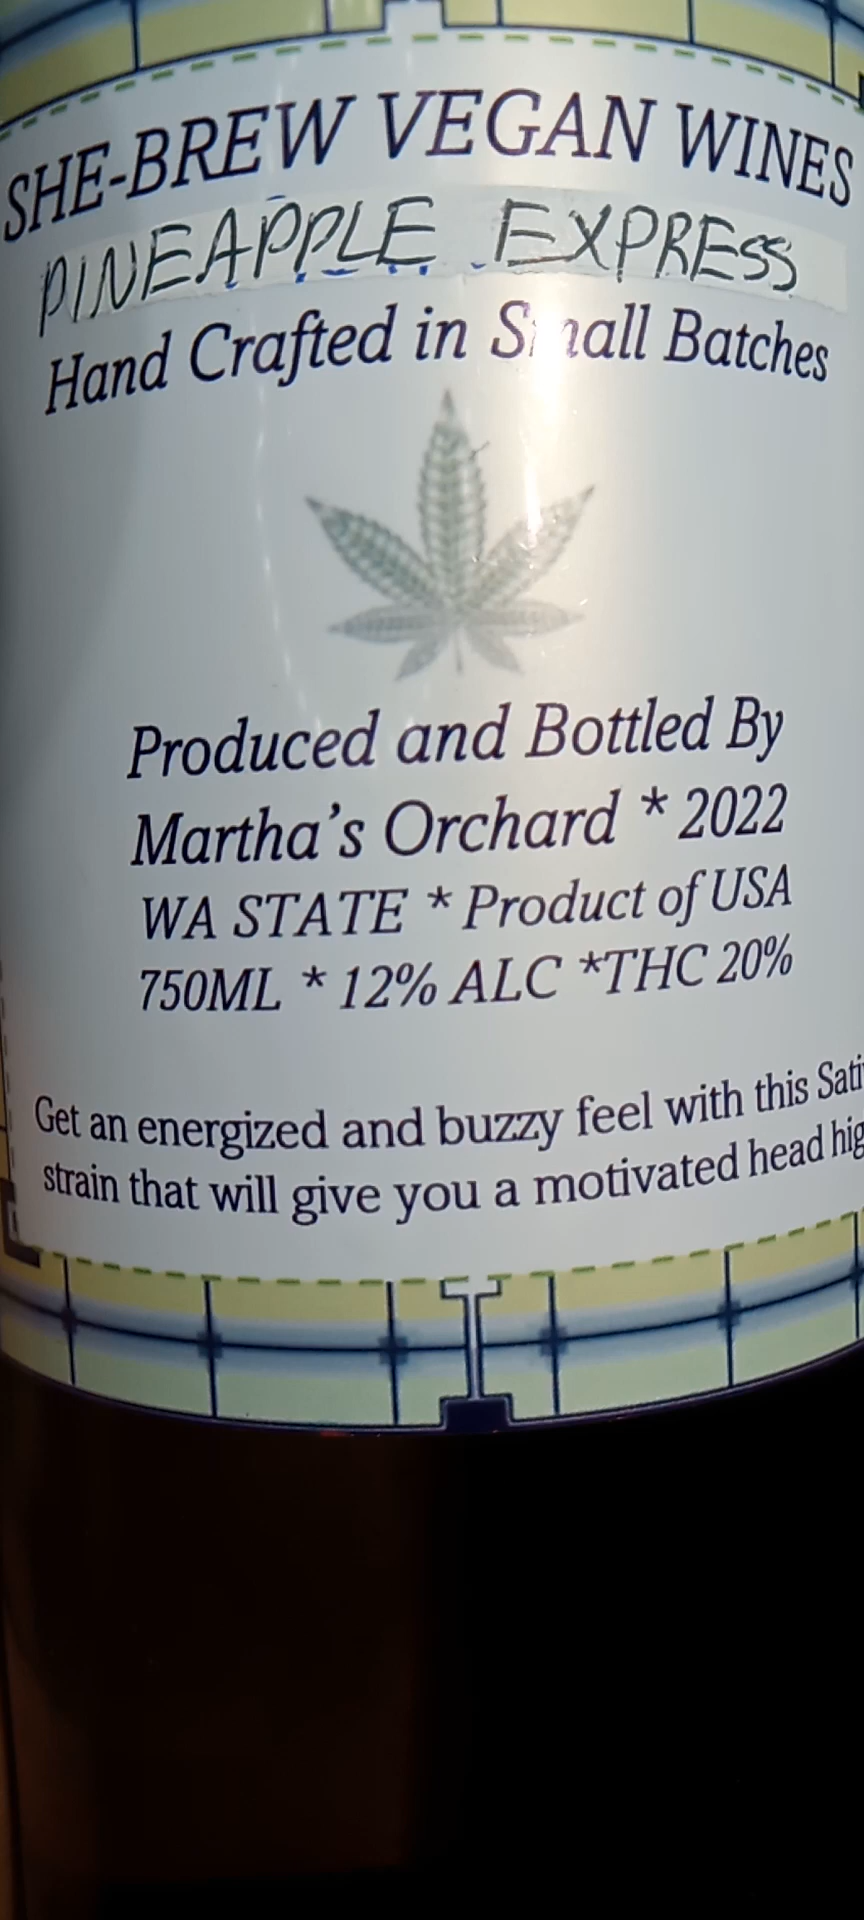 SHE-BREW VEGAN WINES
PINEAPPLE EXPRESS
Hand Crafted in Small Batches
Produced and Bottled By
Martha's Orchard * 2022
WA STATE * Product of USA
750ML * 12% ALC *THC 20%
Get an energized and buzzy feel with this
strain that will give you a motivated head